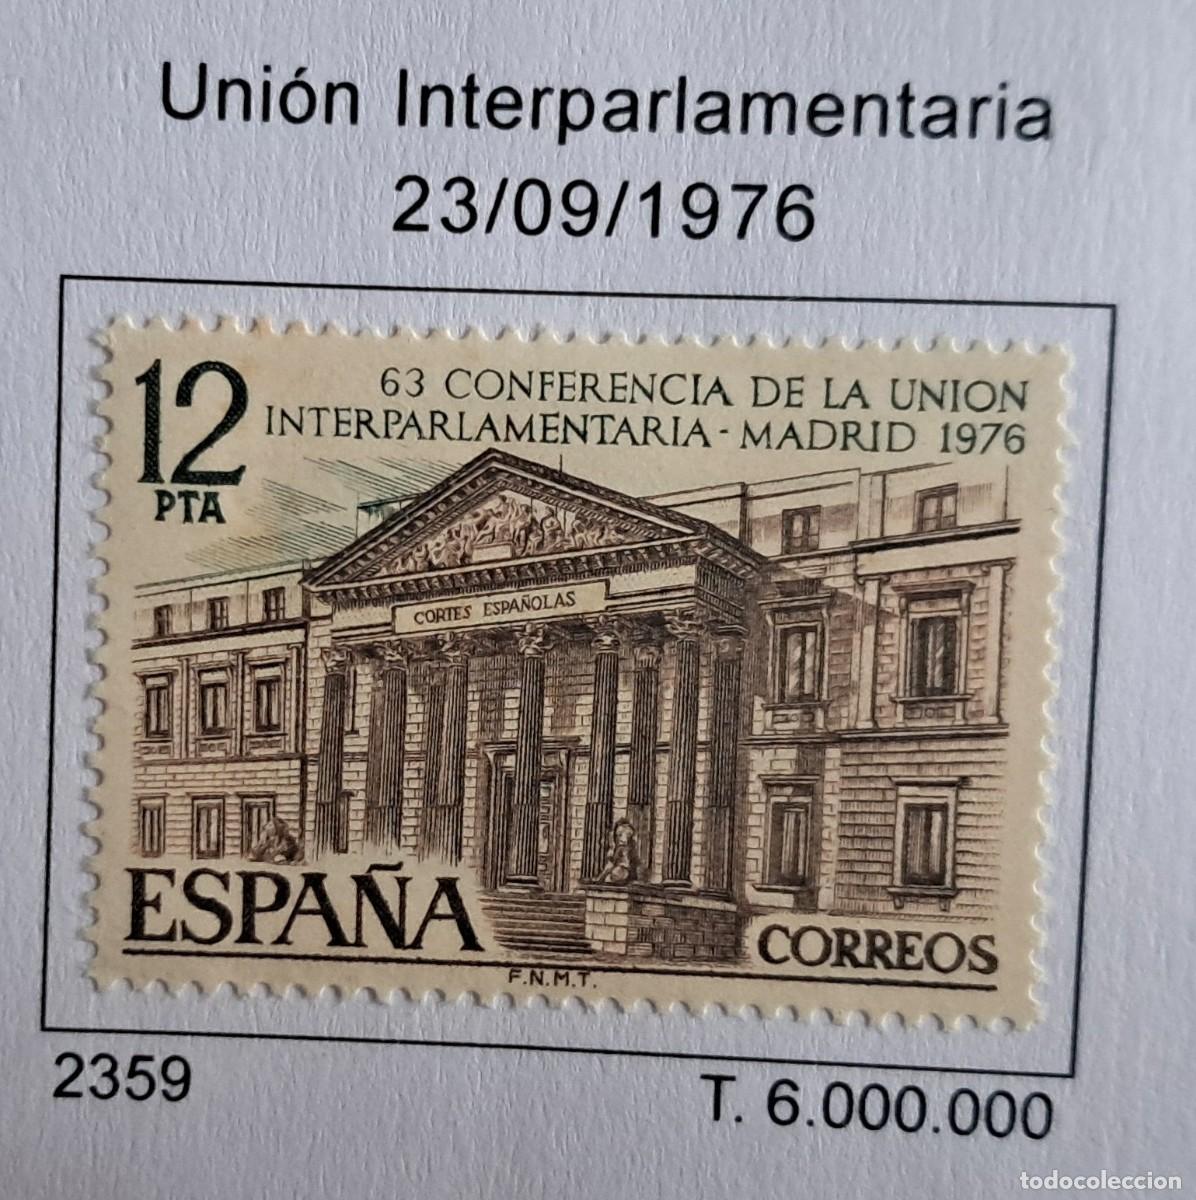 Unión Interparlamentaria
23/09/1976
12
PTA
63 CONFERENCIA DE LA UNION
INTERPARLAMENTARIA - MADRID 1976
CORTES ESPAÑOLAS
ESPAÑA
CORREOS
F.N.M.T.
2359
T. 6.000.000
todocoleccion